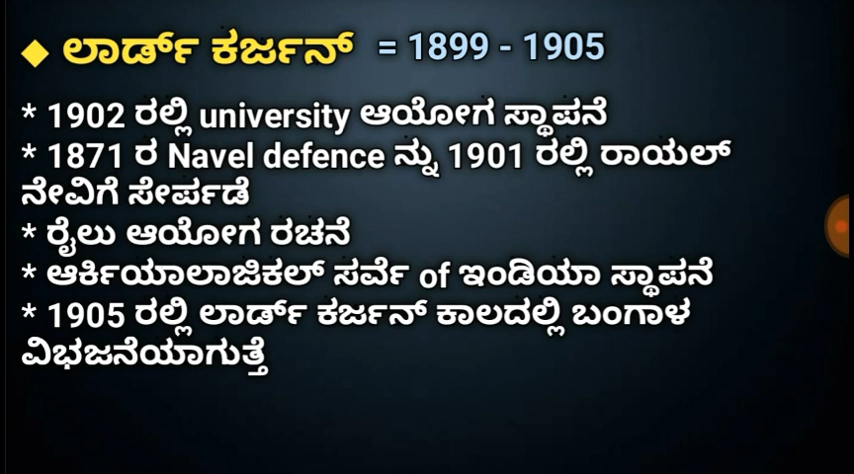 ◆ ಲಾರ್ಡ್ ಕರ್ಜನ್ = 1899 - 1905
* 1902 ರಲ್ಲಿ university ಆಯೋಗ ಸ್ಥಾಪನೆ
* 1871 ರ Navel defence ನ್ನು 1901 ರಲ್ಲಿ ರಾಯಲ್
ನೇವಿಗೆ ಸೇರ್ಪಡೆ
* ರೈಲು ಆಯೋಗ ರಚನೆ
* ಆರ್ಕಿಯಾಲಾಜಿಕಲ್ ಸರ್ವೆ of ಇಂಡಿಯಾ ಸ್ಥಾಪನೆ
* 1905 ರಲ್ಲಿ ಲಾರ್ಡ್ ಕರ್ಜನ್ ಕಾಲದಲ್ಲಿ ಬಂಗಾಳ
ವಿಭಜನೆಯಾಗುತ್ತೆ